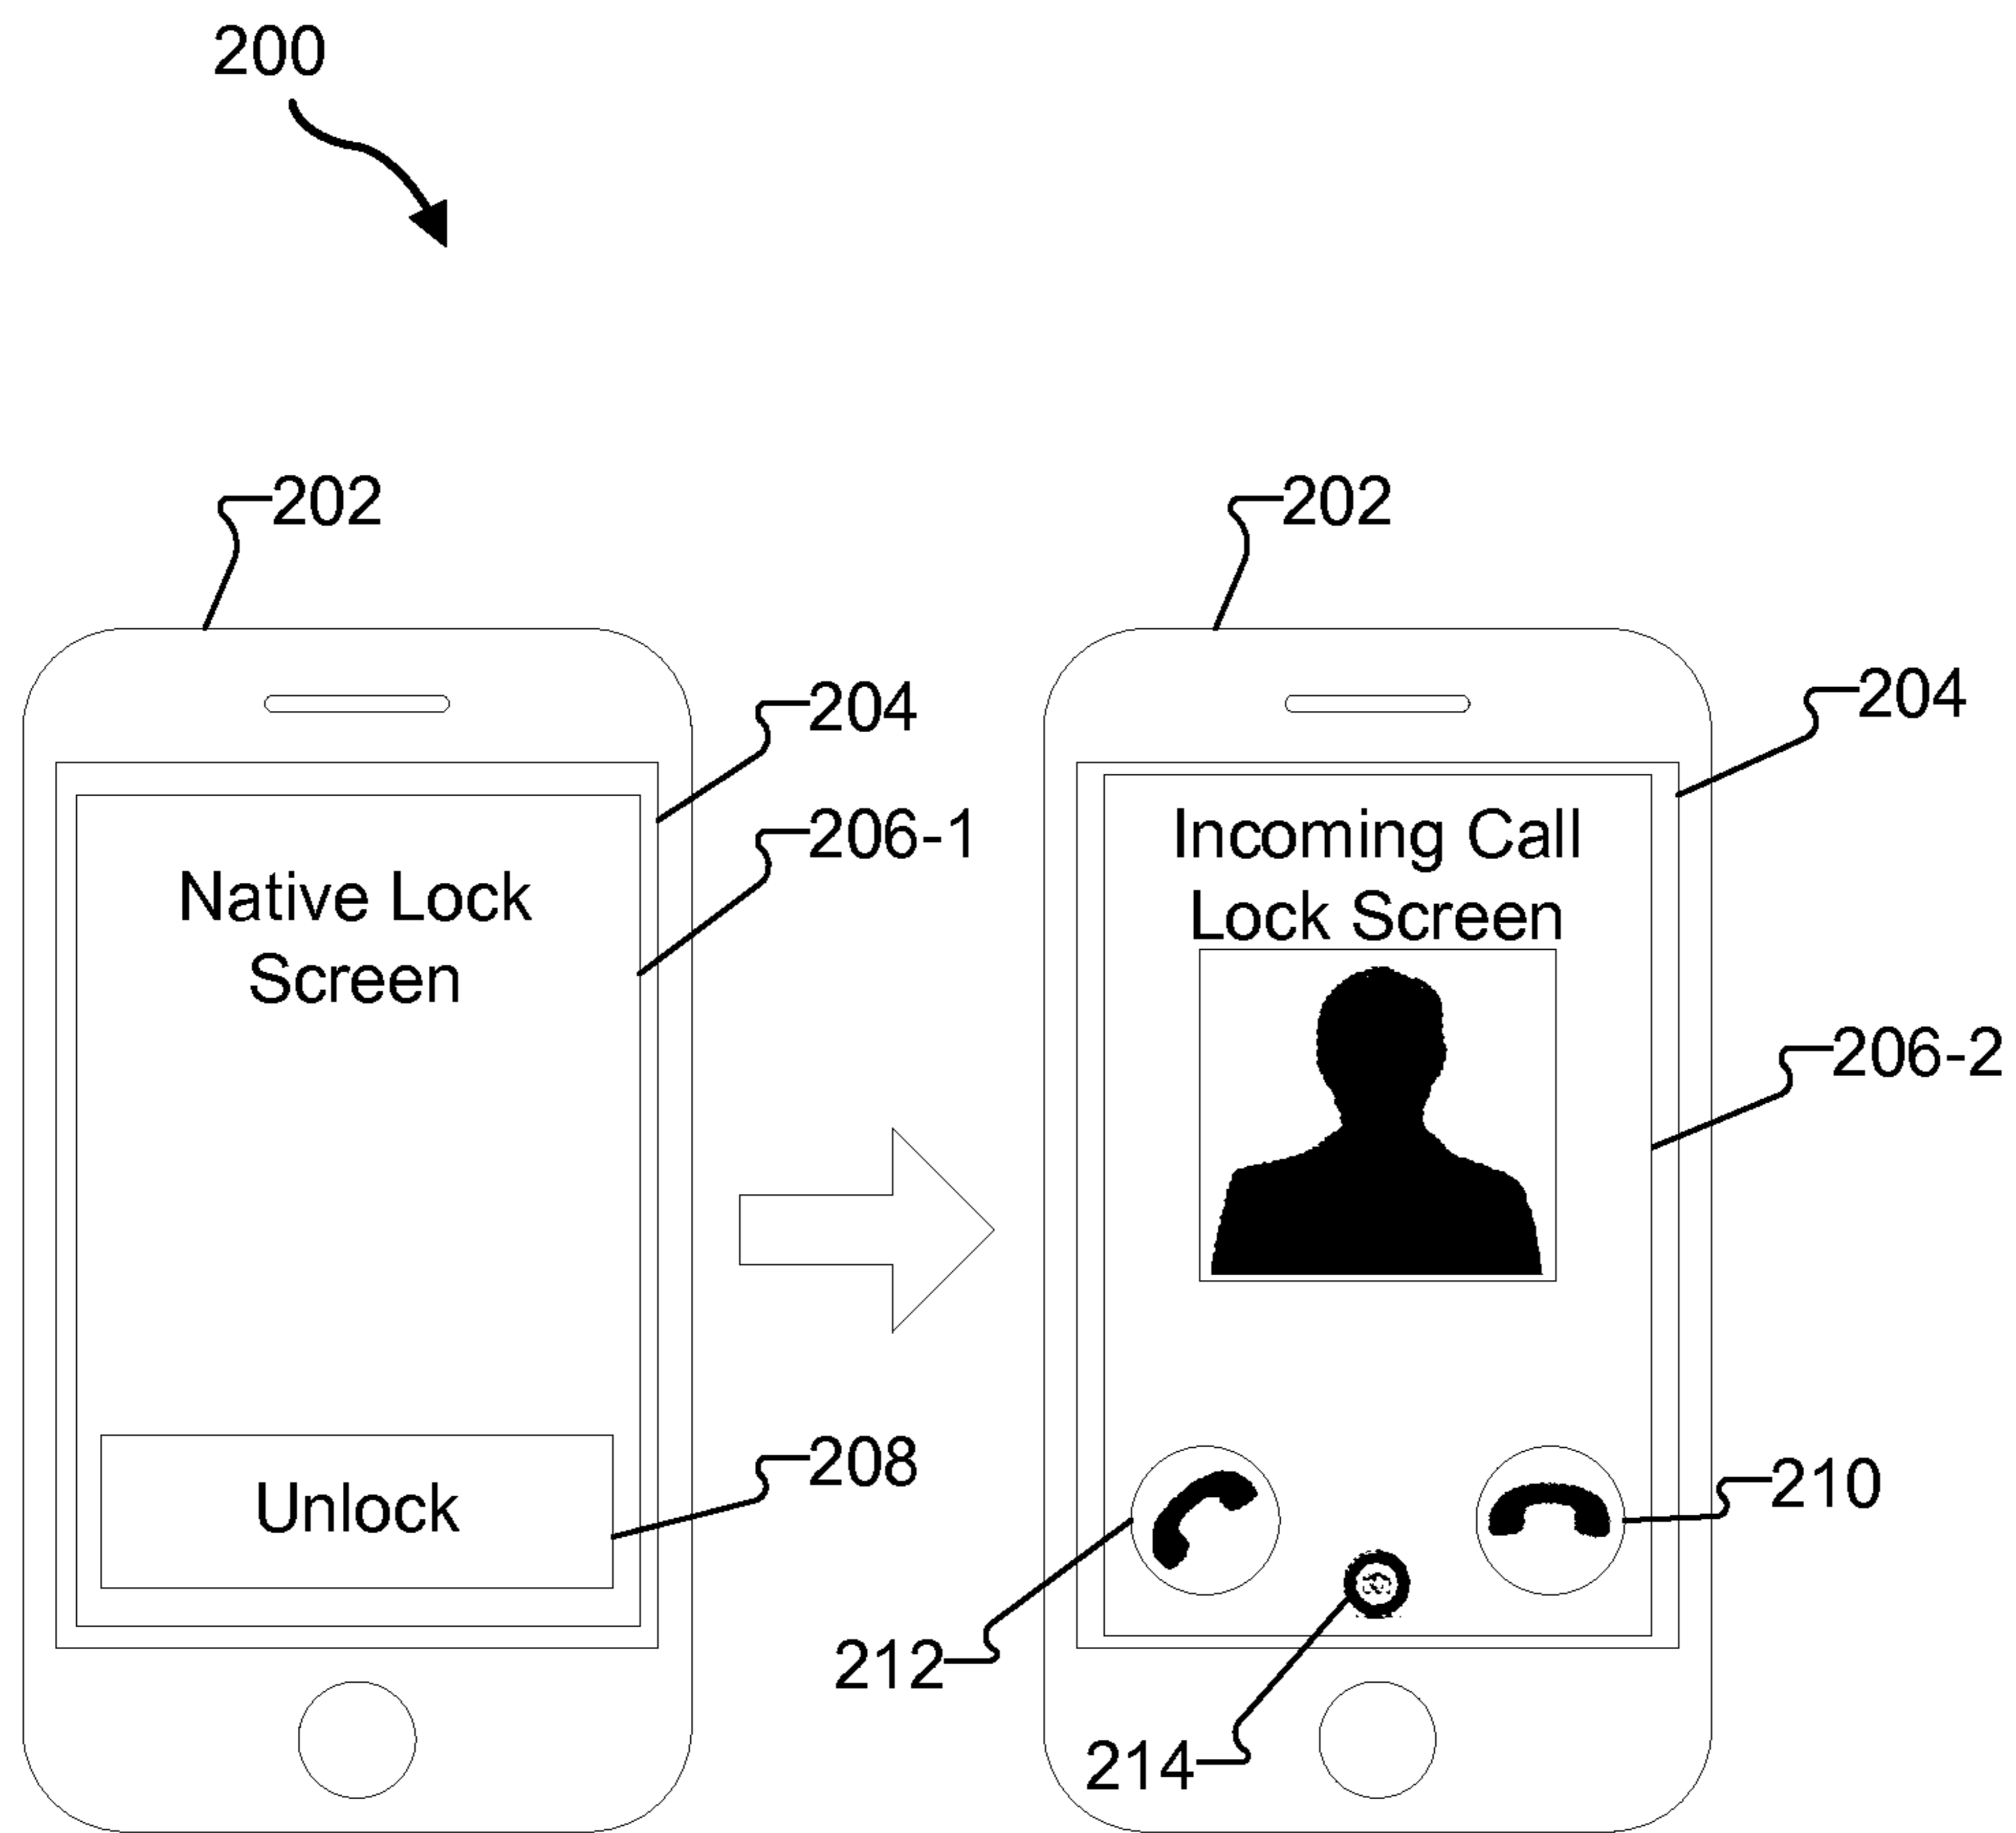 200
202
202
204
204
206-1
Native Lock
Screen
Incoming Call
Lock Screen
206-2
208
Unlock
210
212
214